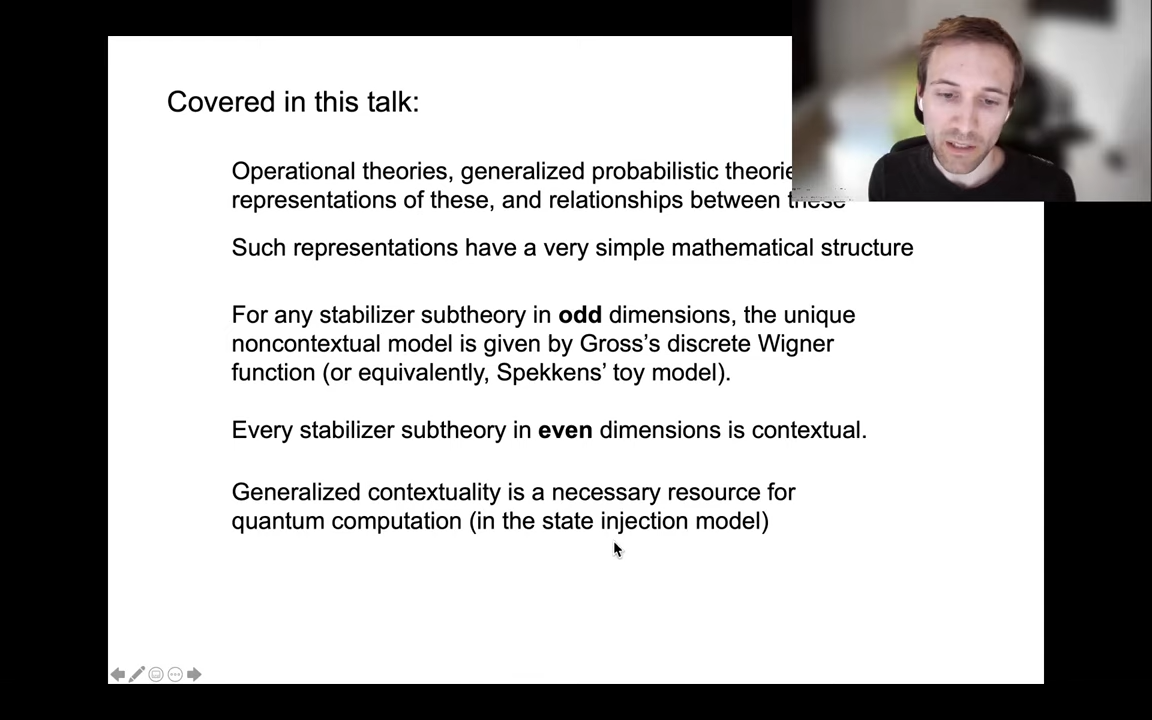 Covered in this talk:
Operational theories, generalized probabilistic
representations of these, and relationships between these
Such representations have a very simple mathematical structure
For any stabilizer subtheory in odd dimensions, the unique
noncontextual model is given by Gross’s discrete Wigner
function (or equivalently, Spekkens’ toy model).
Every stabilizer subtheory in even dimensions is contextual.
Generalized contextuality is a necessary resource for
quantum computation (in the state injection model)